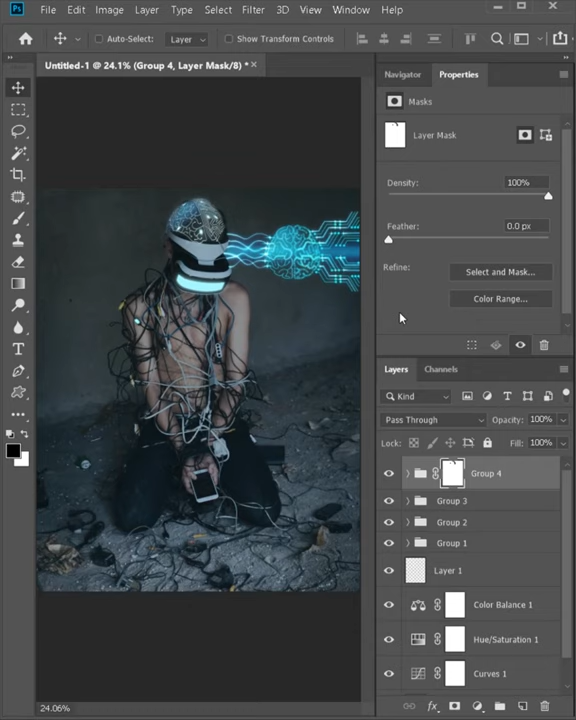 Ps File Edit Image Layer Type Select Filter 3D View Window Help
Auto-Select: Layer Show Transform Controls
Untitled-1 @ 24.1% (Group 4, Layer Mask/8) *
Navigator Properties
Masks
Layer Mask
Density: 100%
Feather: 0.0 px
Refine: Select and Mask...
Color Range...
Layers Channels
Kind
Pass Through Opacity: 100%
Lock: Fill: 100%
Group 4
Group 3
Group 2
Group 1
Layer 1
Color Balance 1
Hue/Saturation 1
Curves 1
24.06%
fx